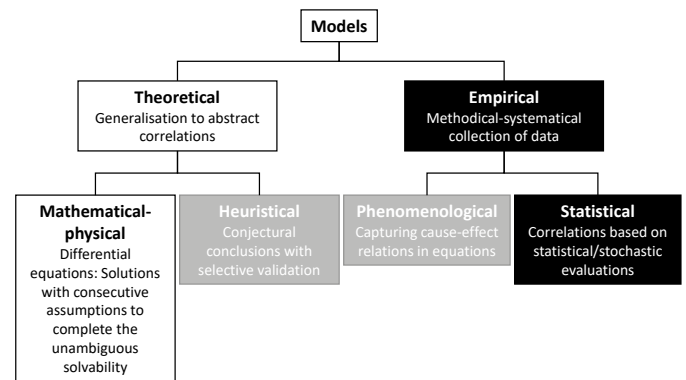 Models
Theoretical
Generalisation to abstract
correlations
Empirical
Methodical-systematical
collection of data
Mathematical-
physical
Differential
equations: Solutions
with consecutive
assumptions to
complete the
unambiguous
solvability
Heuristical
Conjectural
conclusions with
selective validation
Phenomenological
Capturing cause-effect
relations in equations
Statistical
Correlations based on
statistical/stochastic
evaluations